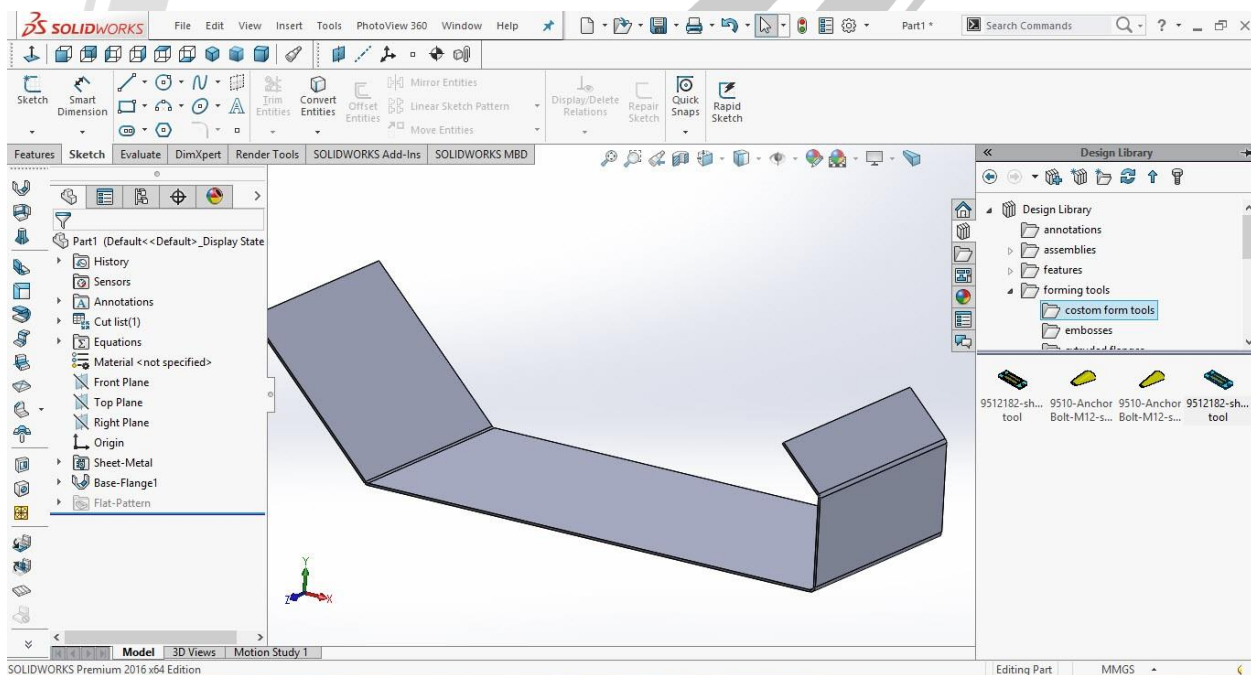 SOLIDWORKS File Edit View Insert Tools PhotoView 360 Window Help Part1 * Search Commands ?
Sketch
Smart Dimension
Trim Entities
Convert Entities
Offset Entities
Mirror Entities
Linear Sketch Pattern
Move Entities
Display/Delete Relations
Repair Sketch
Quick Snaps
Rapid Sketch
Features Sketch Evaluate DimXpert Render Tools SOLIDWORKS Add-Ins SOLIDWORKS MBD
Part1 (Default<<Default>_Display State
History
Sensors
Annotations
Cut list(1)
Equations
Material <not specified>
Front Plane
Top Plane
Right Plane
Origin
Sheet-Metal
Base-Flange1
Flat-Pattern
Y
Z X
Design Library
Design Library
annotations
assemblies
features
forming tools
costom form tools
embosses
9512182-sh... 9510-Anchor 9510-Anchor 9512182-sh...
tool Bolt-M12-s... Bolt-M12-s... tool
Model 3D Views Motion Study 1
SOLIDWORKS Premium 2016 x64 Edition Editing Part MMGS